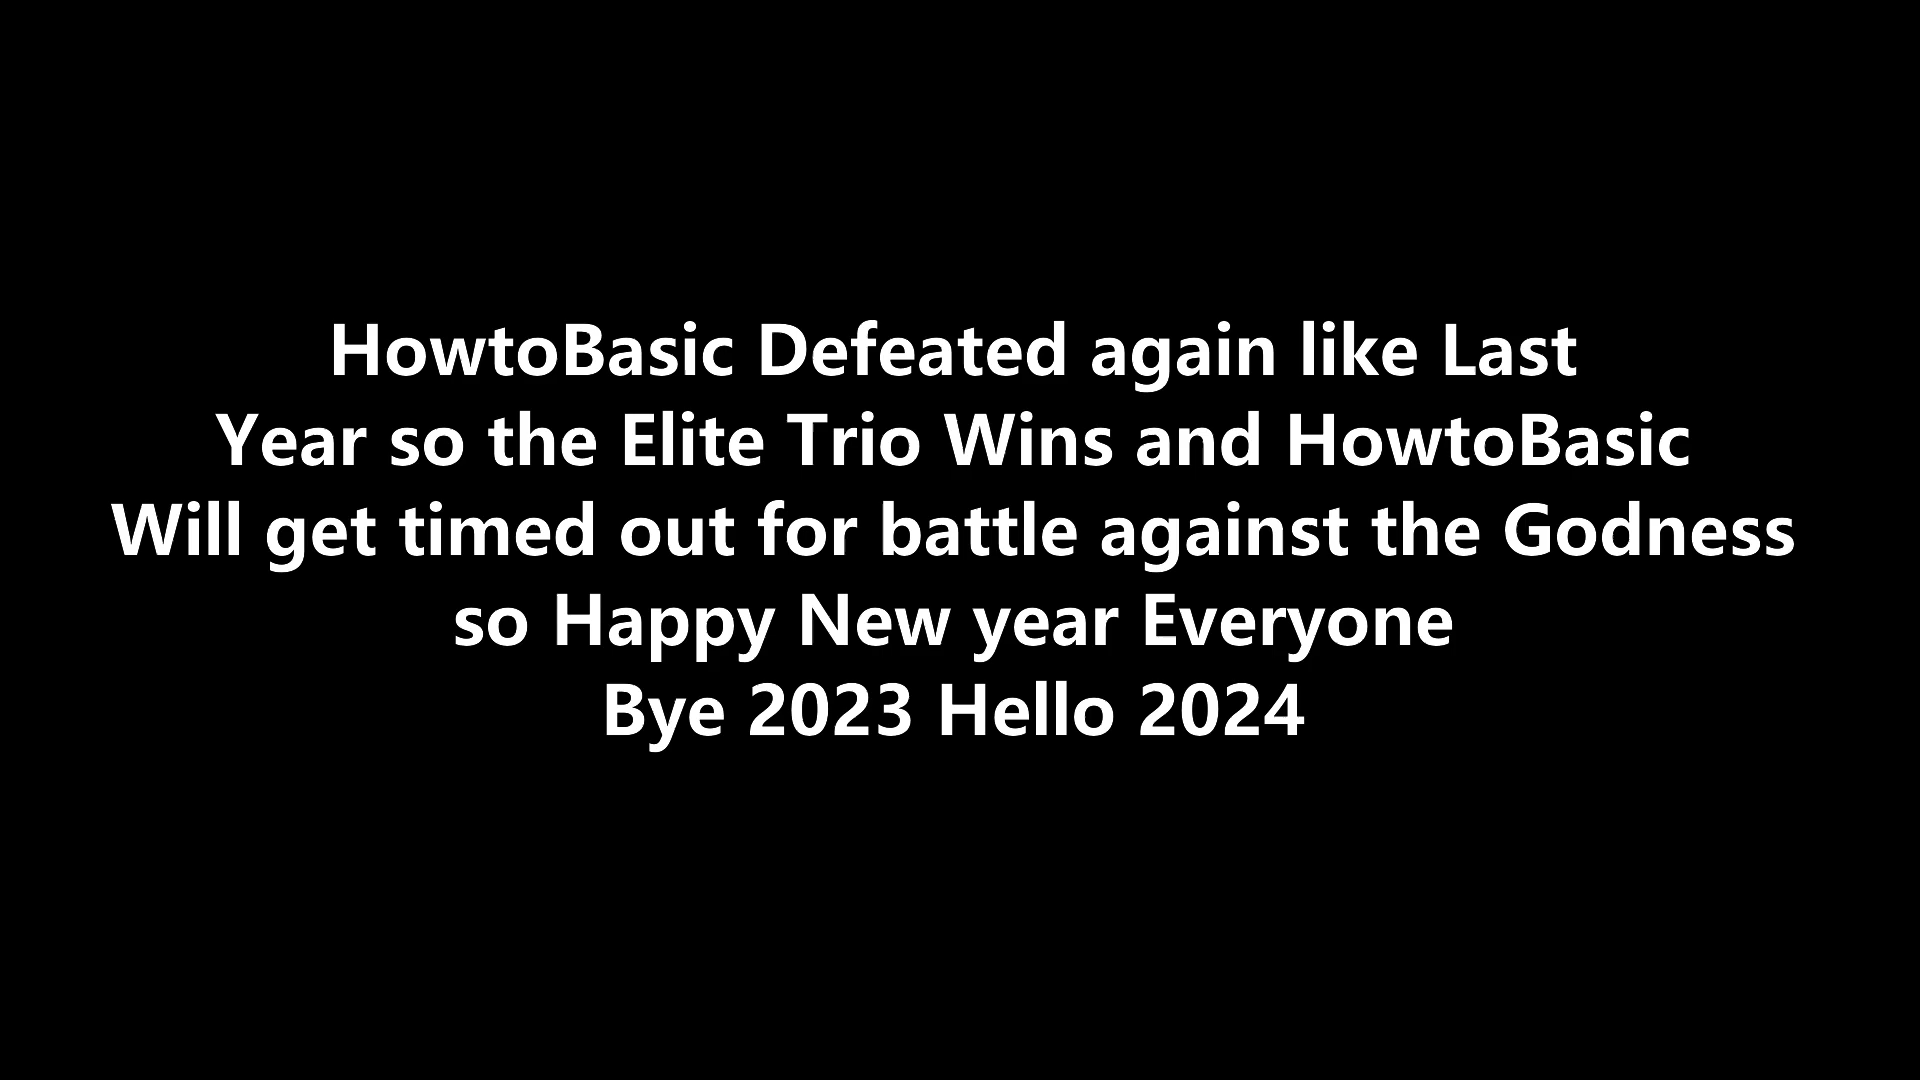 HowtoBasic Defeated again like Last
Year so the Elite Trio Wins and HowtoBasic
Will get timed out for battle against the Godness
so Happy New year Everyone
Bye 2023 Hello 2024